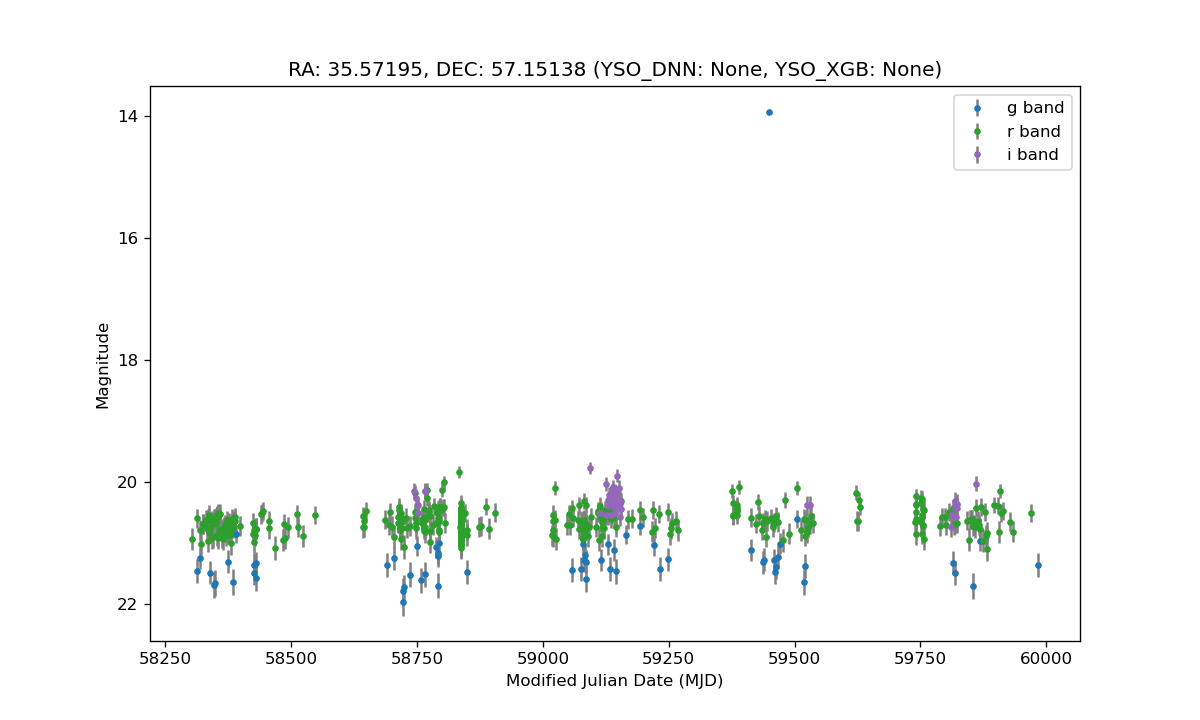 RA: 35.57195, DEC: 57.15138 (YSO_DNN: None, YSO_XGB: None)
g band
r band
i band
Magnitude
14
16
18
20
22
58250 58500 58750 59000 59250 59500 59750 60000
Modified Julian Date (MJD)